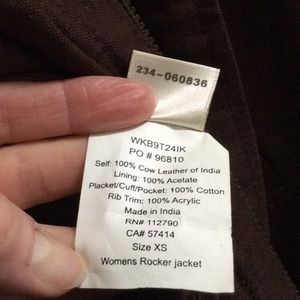 234-060836
WKB9T24IK
PO # 96810
Self: 100% Cow Leather of India
Lining: 100% Acetate
Placket/Cuff/Pocket: 100% Cotton
Rib Trim: 100% Acrylic
Made in India
RN# 112790
CA# 57414
Size XS
Womens Rocker jacket